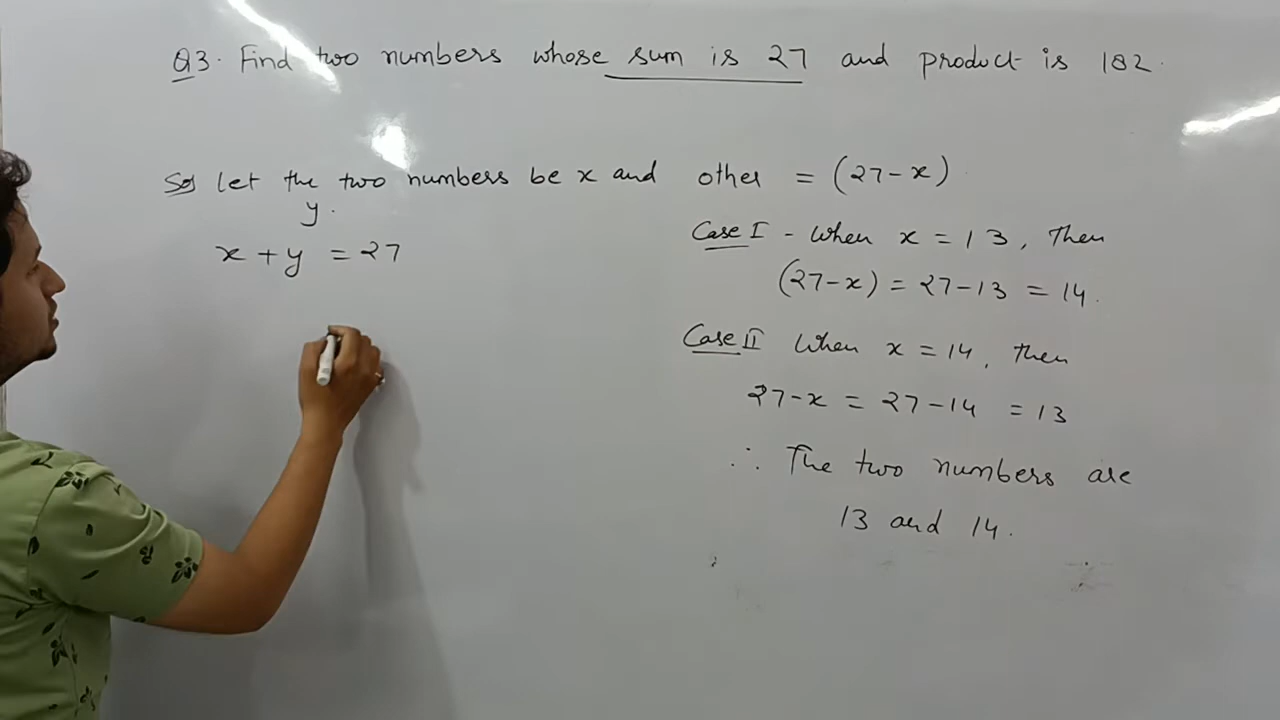 Q3. Find two numbers whose sum is 27 and product is 182.
Sol let the two numbers be x and other = (27-x)
y.
x + y = 27
Case I - When x = 13, Then
(27-x) = 27-13 = 14.
Case II When x = 14, then
27-x = 27-14 = 13
∴ The two numbers are
13 and 14.